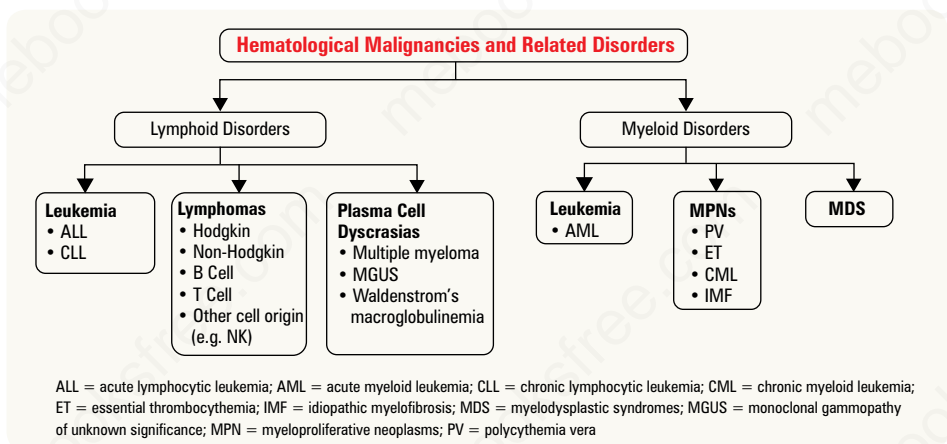 Hematological Malignancies and Related Disorders
Lymphoid Disorders
Myeloid Disorders
Leukemia
• ALL
• CLL
Lymphomas
• Hodgkin
• Non-Hodgkin
• B Cell
• T Cell
• Other cell origin
(e.g. NK)
Plasma Cell
Dyscrasias
• Multiple myeloma
• MGUS
• Waldenstrom's
macroglobulinemia
Leukemia
• AML
MPNs
• PV
• ET
• CML
• IMF
MDS
ALL = acute lymphocytic leukemia; AML = acute myeloid leukemia; CLL = chronic lymphocytic leukemia; CML = chronic myeloid leukemia;
ET = essential thrombocythemia; IMF = idiopathic myelofibrosis; MDS = myelodysplastic syndromes; MGUS = monoclonal gammopathy
of unknown significance; MPN = myeloproliferative neoplasms; PV = polycythemia vera